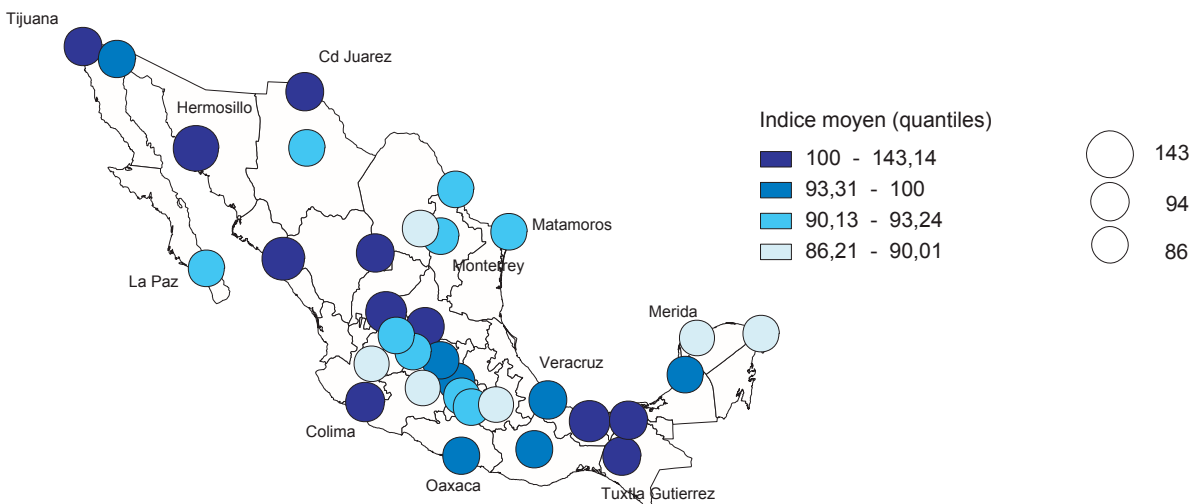 Tijuana
Cd Juarez
Hermosillo
Matamoros
Monterrey
La Paz
Merida
Veracruz
Colima
Oaxaca
Tuxtla Gutierrez
Indice moyen (quantiles)
100 - 143,14
93,31 - 100
90,13 - 93,24
86,21 - 90,01
143
94
86